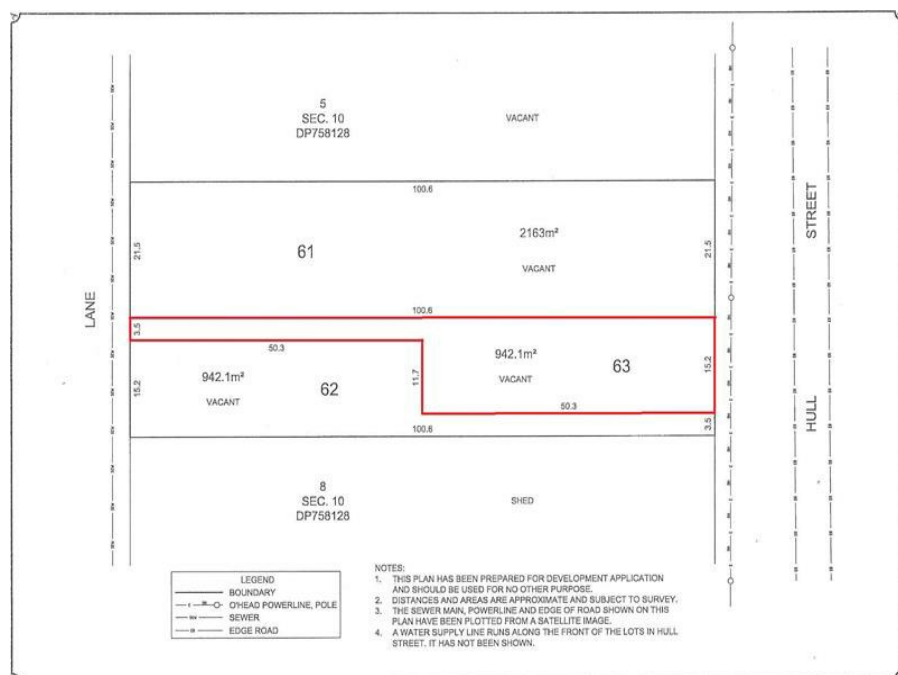 5
SEC. 10
DP758128
VACANT
100.6
21.5
61
2163m²
VACANT
21.5
STREET
LANE
100.6
3.5
50.3
942.1m²
VACANT
62
15.2
11.7
942.1m²
VACANT
63
15.2
50.3
3.5
100.6
HULL
8
SEC. 10
DP758128
SHED
LEGEND
BOUNDARY
O'HEAD POWERLINE, POLE
SEWER
EDGE ROAD
NOTES:
1. THIS PLAN HAS BEEN PREPARED FOR DEVELOPMENT APPLICATION
AND SHOULD BE USED FOR NO OTHER PURPOSE.
2. DISTANCES AND AREAS ARE APPROXIMATE AND SUBJECT TO SURVEY.
3. THE SEWER MAIN, POWERLINE AND EDGE OF ROAD SHOWN ON THIS
PLAN HAVE BEEN PLOTTED FROM A SATELLITE IMAGE.
4. A WATER SUPPLY LINE RUNS ALONG THE FRONT OF THE LOTS IN HULL
STREET. IT HAS NOT BEEN SHOWN.